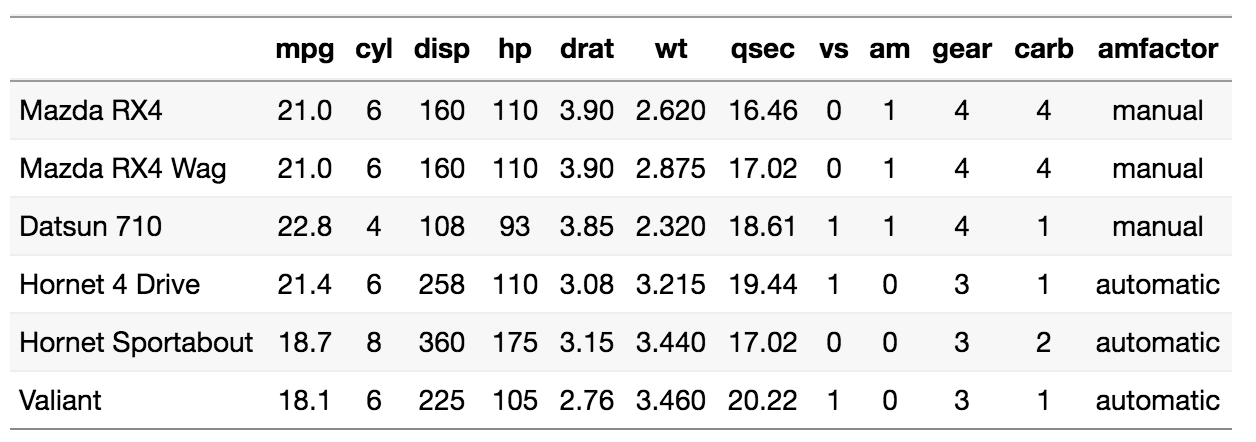 mpg cyl disp hp drat wt qsec vs am gear carb amfactor
Mazda RX4 21.0 6 160 110 3.90 2.620 16.46 0 1 4 4 manual
Mazda RX4 Wag 21.0 6 160 110 3.90 2.875 17.02 0 1 4 4 manual
Datsun 710 22.8 4 108 93 3.85 2.320 18.61 1 1 4 1 manual
Hornet 4 Drive 21.4 6 258 110 3.08 3.215 19.44 1 0 3 1 automatic
Hornet Sportabout 18.7 8 360 175 3.15 3.440 17.02 0 0 3 2 automatic
Valiant 18.1 6 225 105 2.76 3.460 20.22 1 0 3 1 automatic